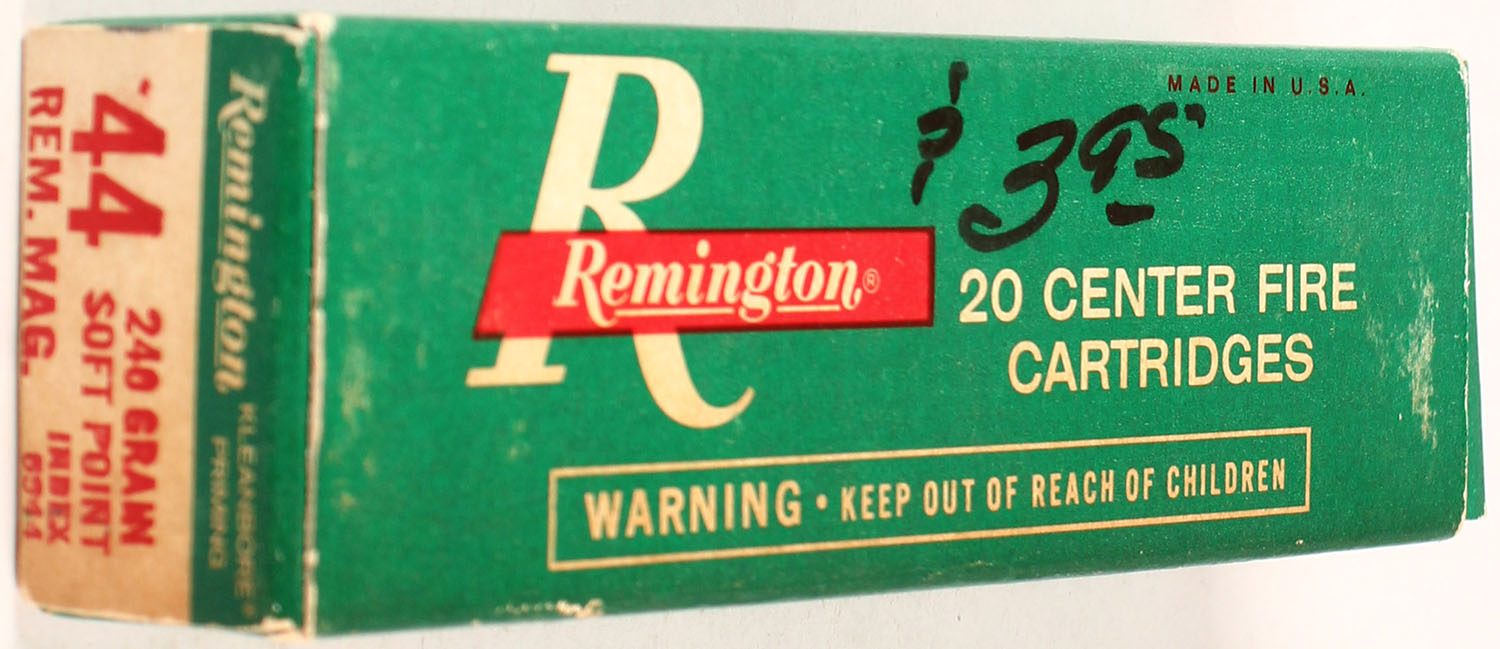 44
REM. MAG.
240 GRAIN
SOFT POINT
INDEX
Remington
KLEANBORE®
PRIMING
R
Remington®
MADE IN U.S.A.
$ 3.95
20 CENTER FIRE
CARTRIDGES
WARNING • KEEP OUT OF REACH OF CHILDREN